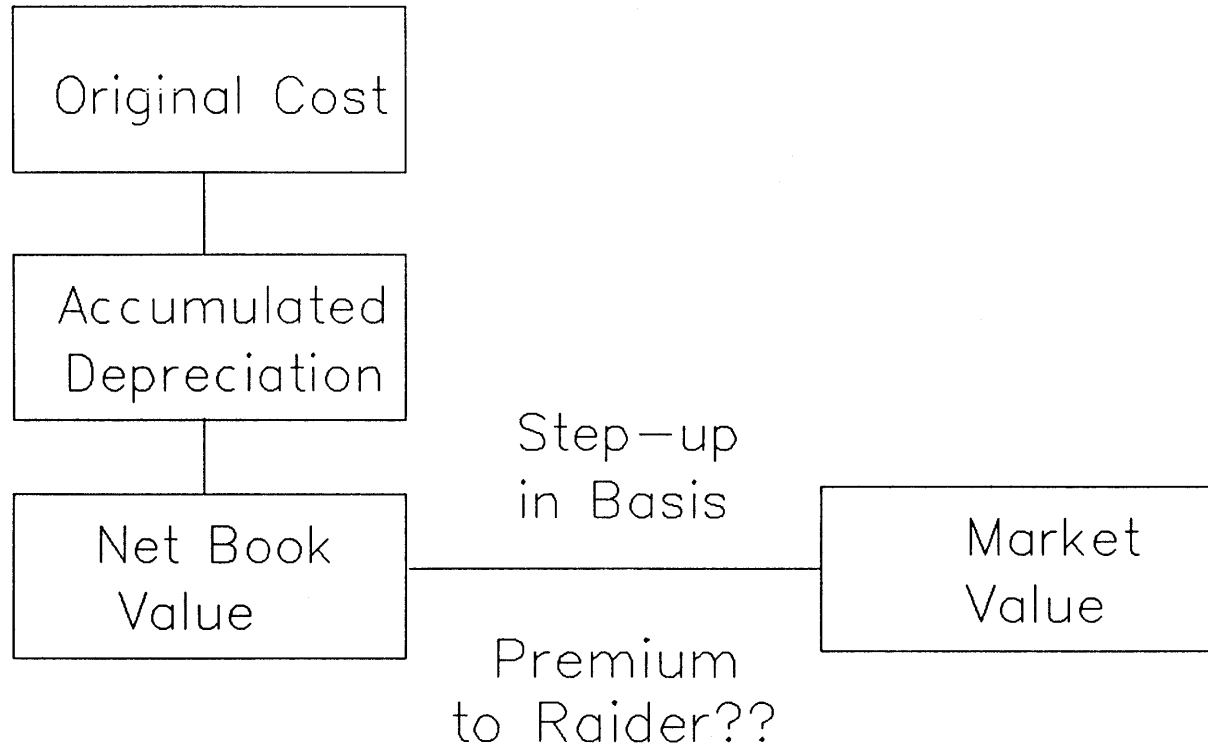 Original Cost
Accumulated
Depreciation
Net Book
Value
Step-up
in Basis
Premium
to Raider??
Market
Value